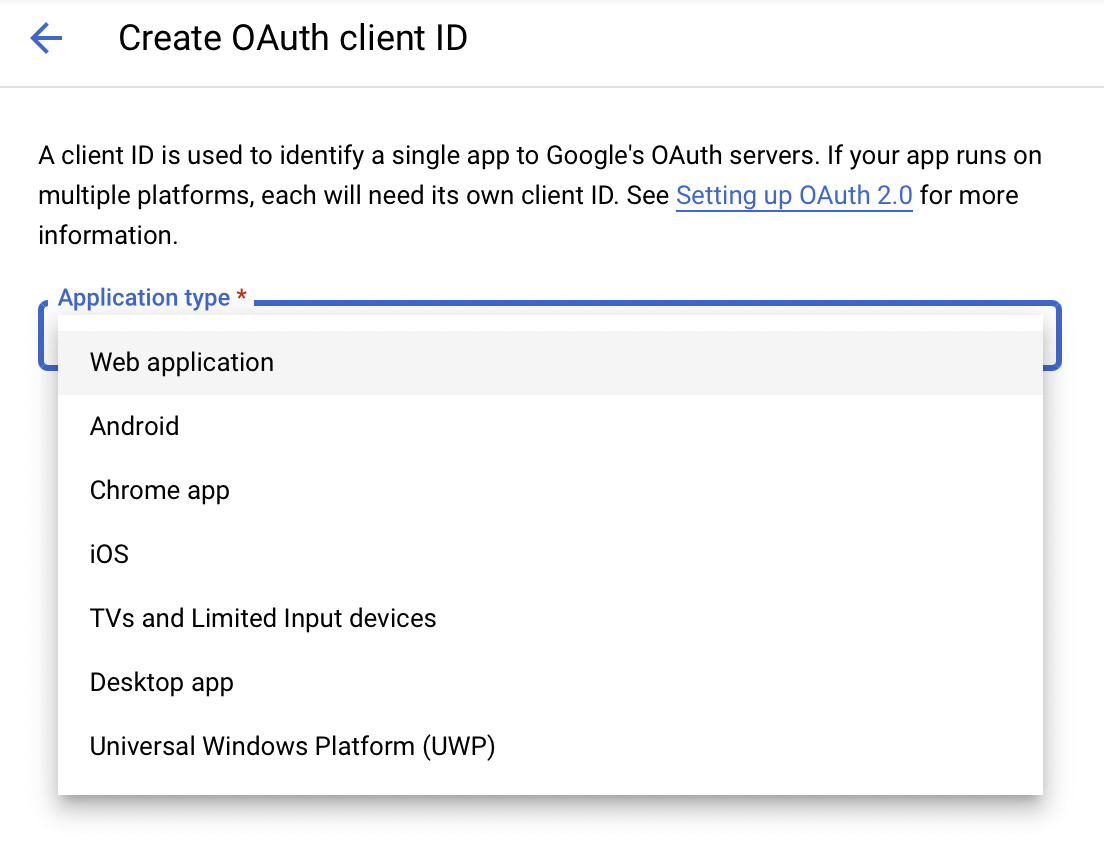 Create OAuth client ID
A client ID is used to identify a single app to Google's OAuth servers. If your app runs on
multiple platforms, each will need its own client ID. See Setting up OAuth 2.0 for more
information.
Application type *
Web application
Android
Chrome app
iOS
TVs and Limited Input devices
Desktop app
Universal Windows Platform (UWP)